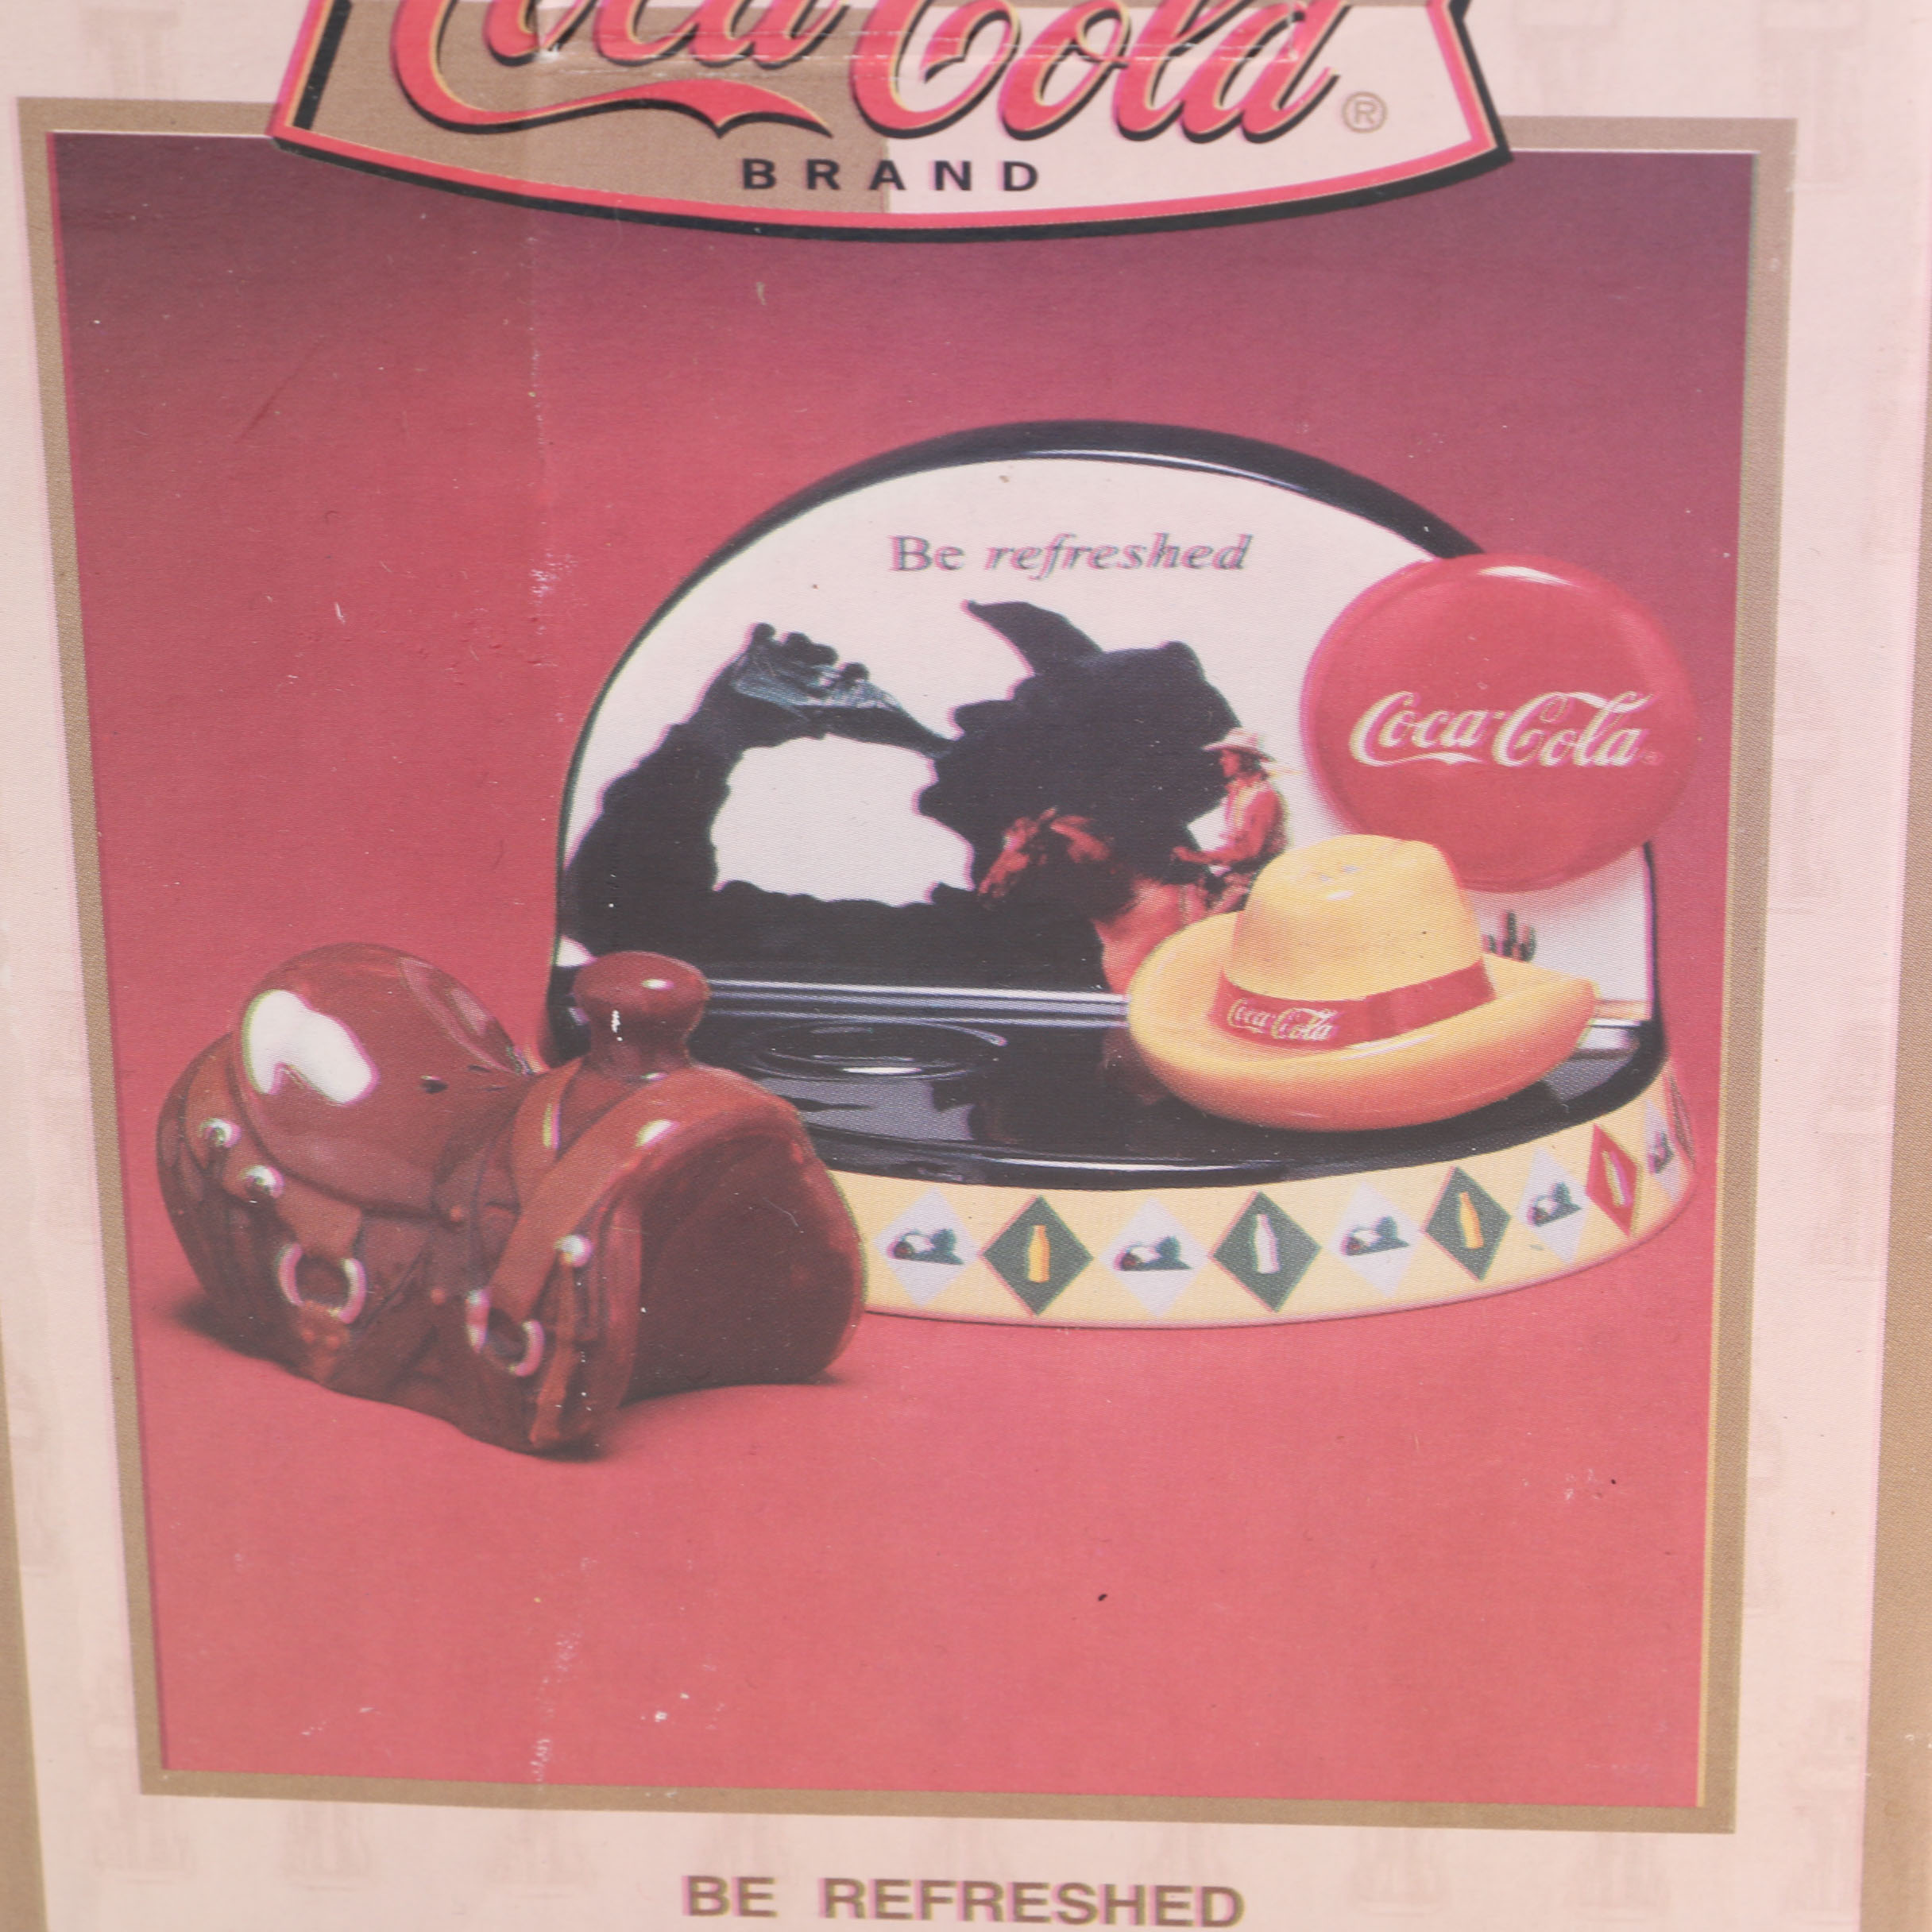 Coca-Cola ®
BRAND
Be refreshed
Coca-Cola
Coca-Cola
BE REFRESHED